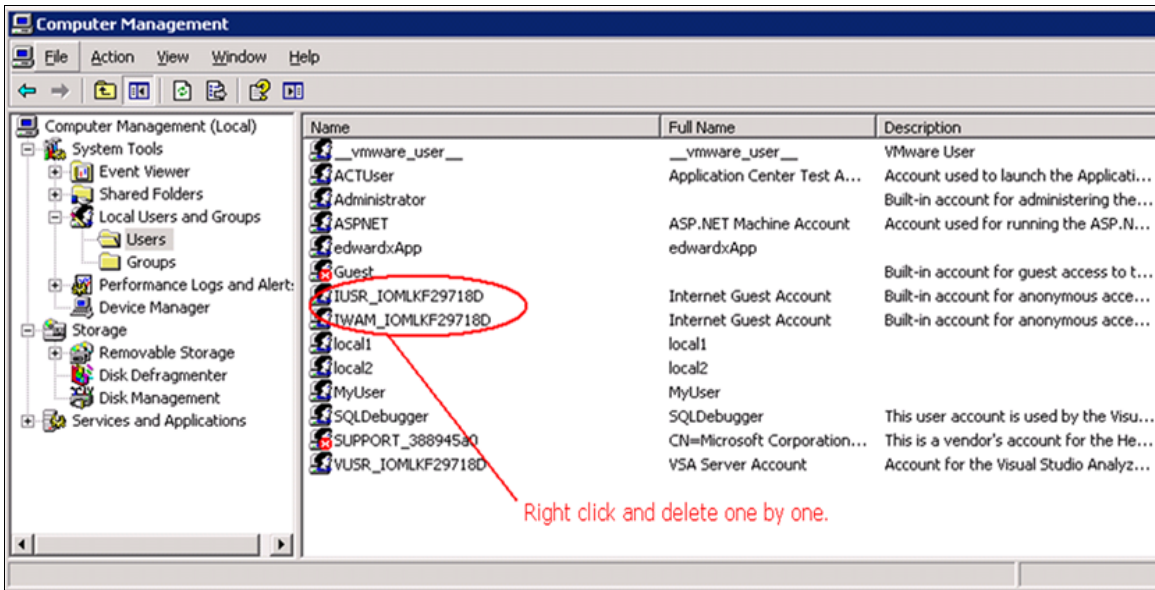 Computer Management
File Action View Window Help
Computer Management (Local)
System Tools
Event Viewer
Shared Folders
Local Users and Groups
Users
Groups
Performance Logs and Alert:
Device Manager
Storage
Removable Storage
Disk Defragmenter
Disk Management
Services and Applications
Name Full Name Description
__vmware_user__ __vmware_user__ VMware User
ACTUser Application Center Test A... Account used to launch the Applicati...
Administrator Built-in account for administering the...
ASPNET ASP.NET Machine Account Account used for running the ASP.N...
edwardxApp edwardxApp
Guest Built-in account for guest access to t...
IUSR_IOMLKF29718D Internet Guest Account Built-in account for anonymous acce...
IWAM_IOMLKF29718D Internet Guest Account Built-in account for anonymous acce...
local1 local1
local2 local2
MyUser MyUser
SQLDebugger SQLDebugger This user account is used by the Visu...
SUPPORT_388945a0 CN=Microsoft Corporation... This is a vendor's account for the He...
VUSR_IOMLKF29718D VSA Server Account Account for the Visual Studio Analyz...
Right click and delete one by one.